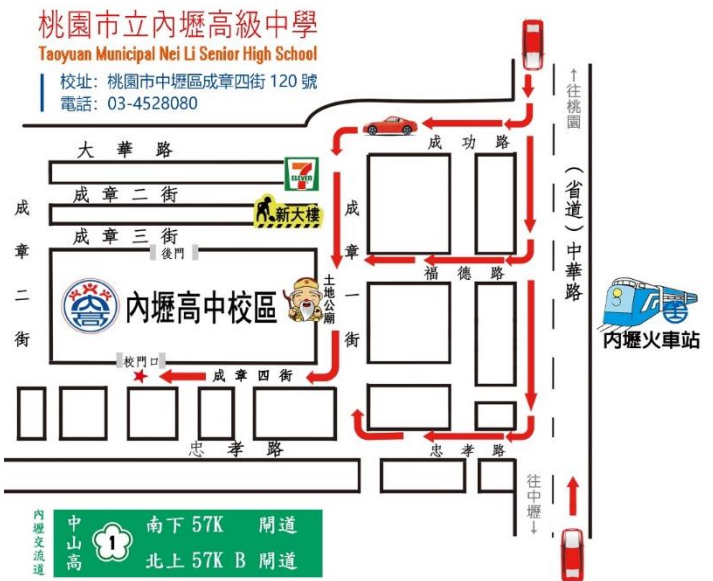 桃園市立內壢高級中學
Taoyuan Municipal Nei Li Senior High School
校址: 桃園市中壢區成章四街 120 號
電話: 03-4528080
↑往桃園
成功路
大華路
7
ELEVEN
成章二街
新大樓
成章三街
成章二街
後門
成章一街
福德路
(省道)中華路
土地公廟
內壢高中校區
內壢火車站
校門口
成章四街
忠孝路
忠孝路
往中壢↓
內壢交流道
中山高
1
南下 57K 閘道
北上 57K B 閘道